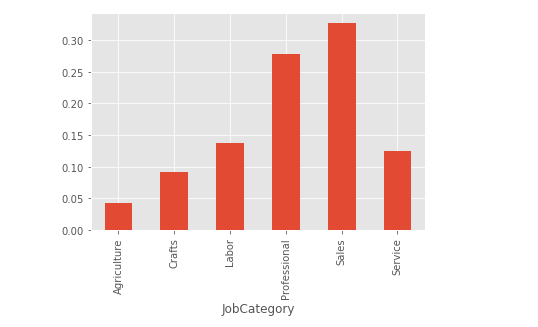 0.30
0.25
0.20
0.15
0.10
0.05
0.00
Agriculture
Crafts
Labor
Professional
Sales
Service
JobCategory